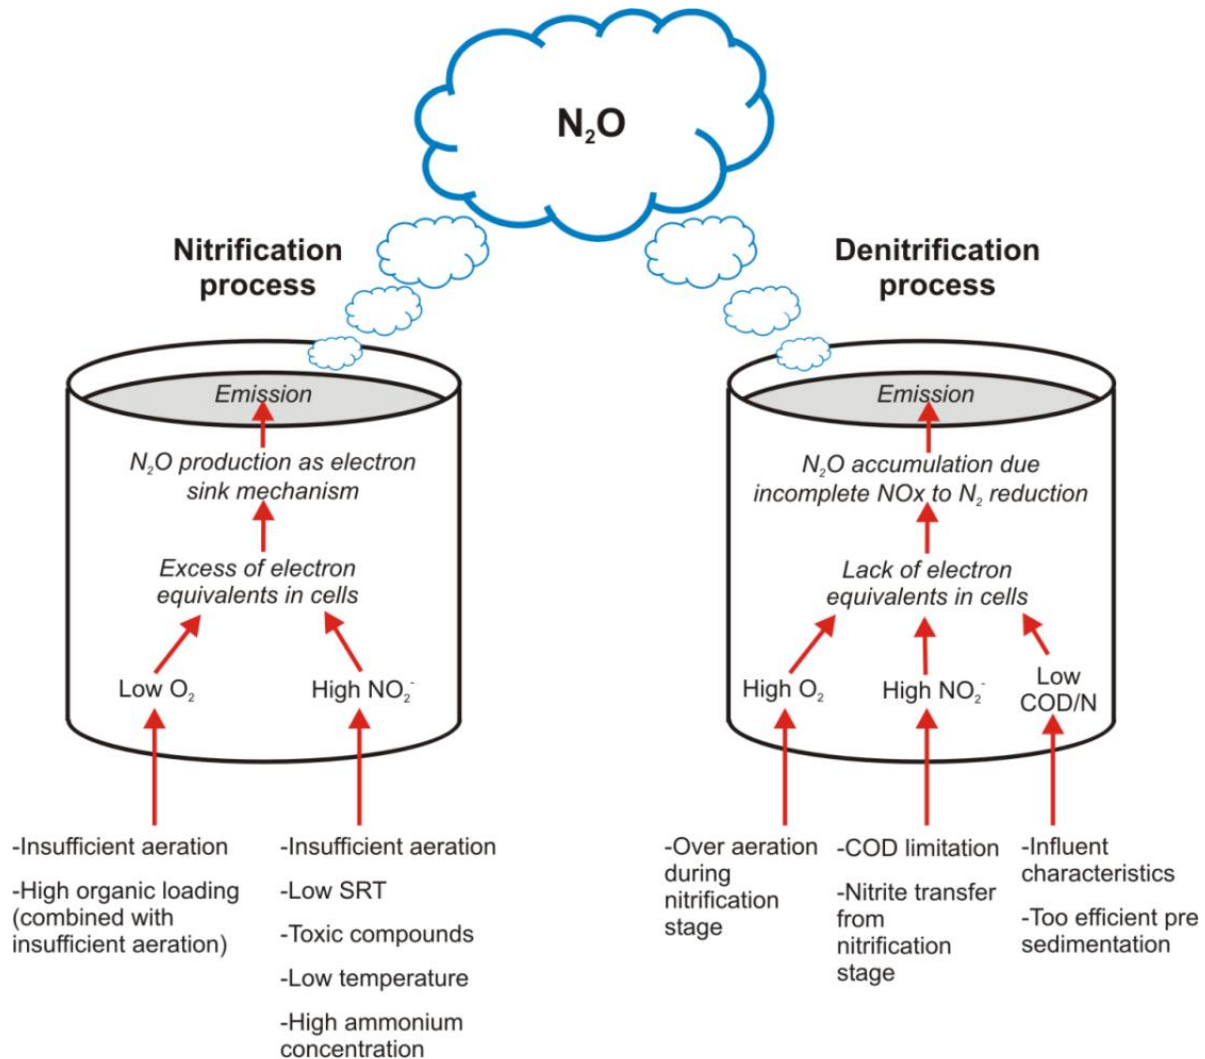 N₂O
Nitrification
process
Emission
N₂O production as electron
sink mechanism
Excess of electron
equivalents in cells
Low O₂
High NO₂⁻
-Insufficient aeration
-High organic loading
(combined with
insufficient aeration)
-Insufficient aeration
-Low SRT
-Toxic compounds
-Low temperature
-High ammonium
concentration
Denitrification
process
Emission
N₂O accumulation due
incomplete NOx to N₂ reduction
Lack of electron
equivalents in cells
High O₂
High NO₂⁻
Low
COD/N
-Over aeration
during
nitrification
stage
-COD limitation
-Nitrite transfer
from
nitrification
stage
-Influent
characteristics
-Too efficient pre
sedimentation